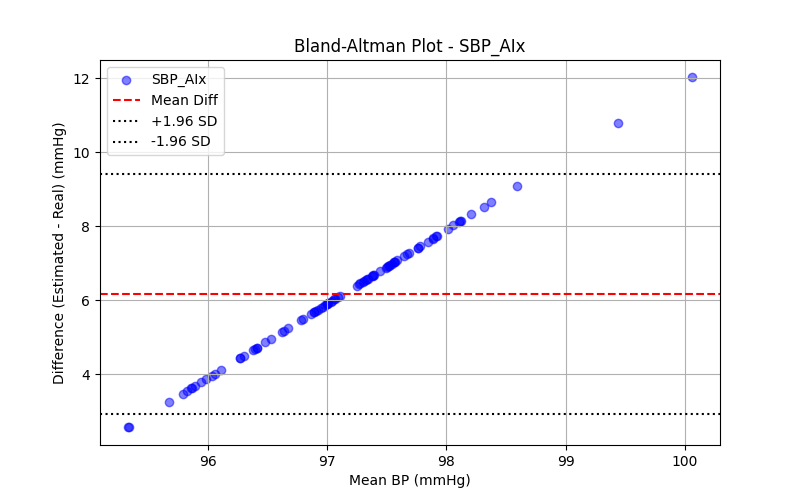 Bland-Altman Plot - SBP_AIx
SBP_AIx
Mean Diff
+1.96 SD
-1.96 SD
Difference (Estimated - Real) (mmHg)
12
10
8
6
4
96 97 98 99 100
Mean BP (mmHg)